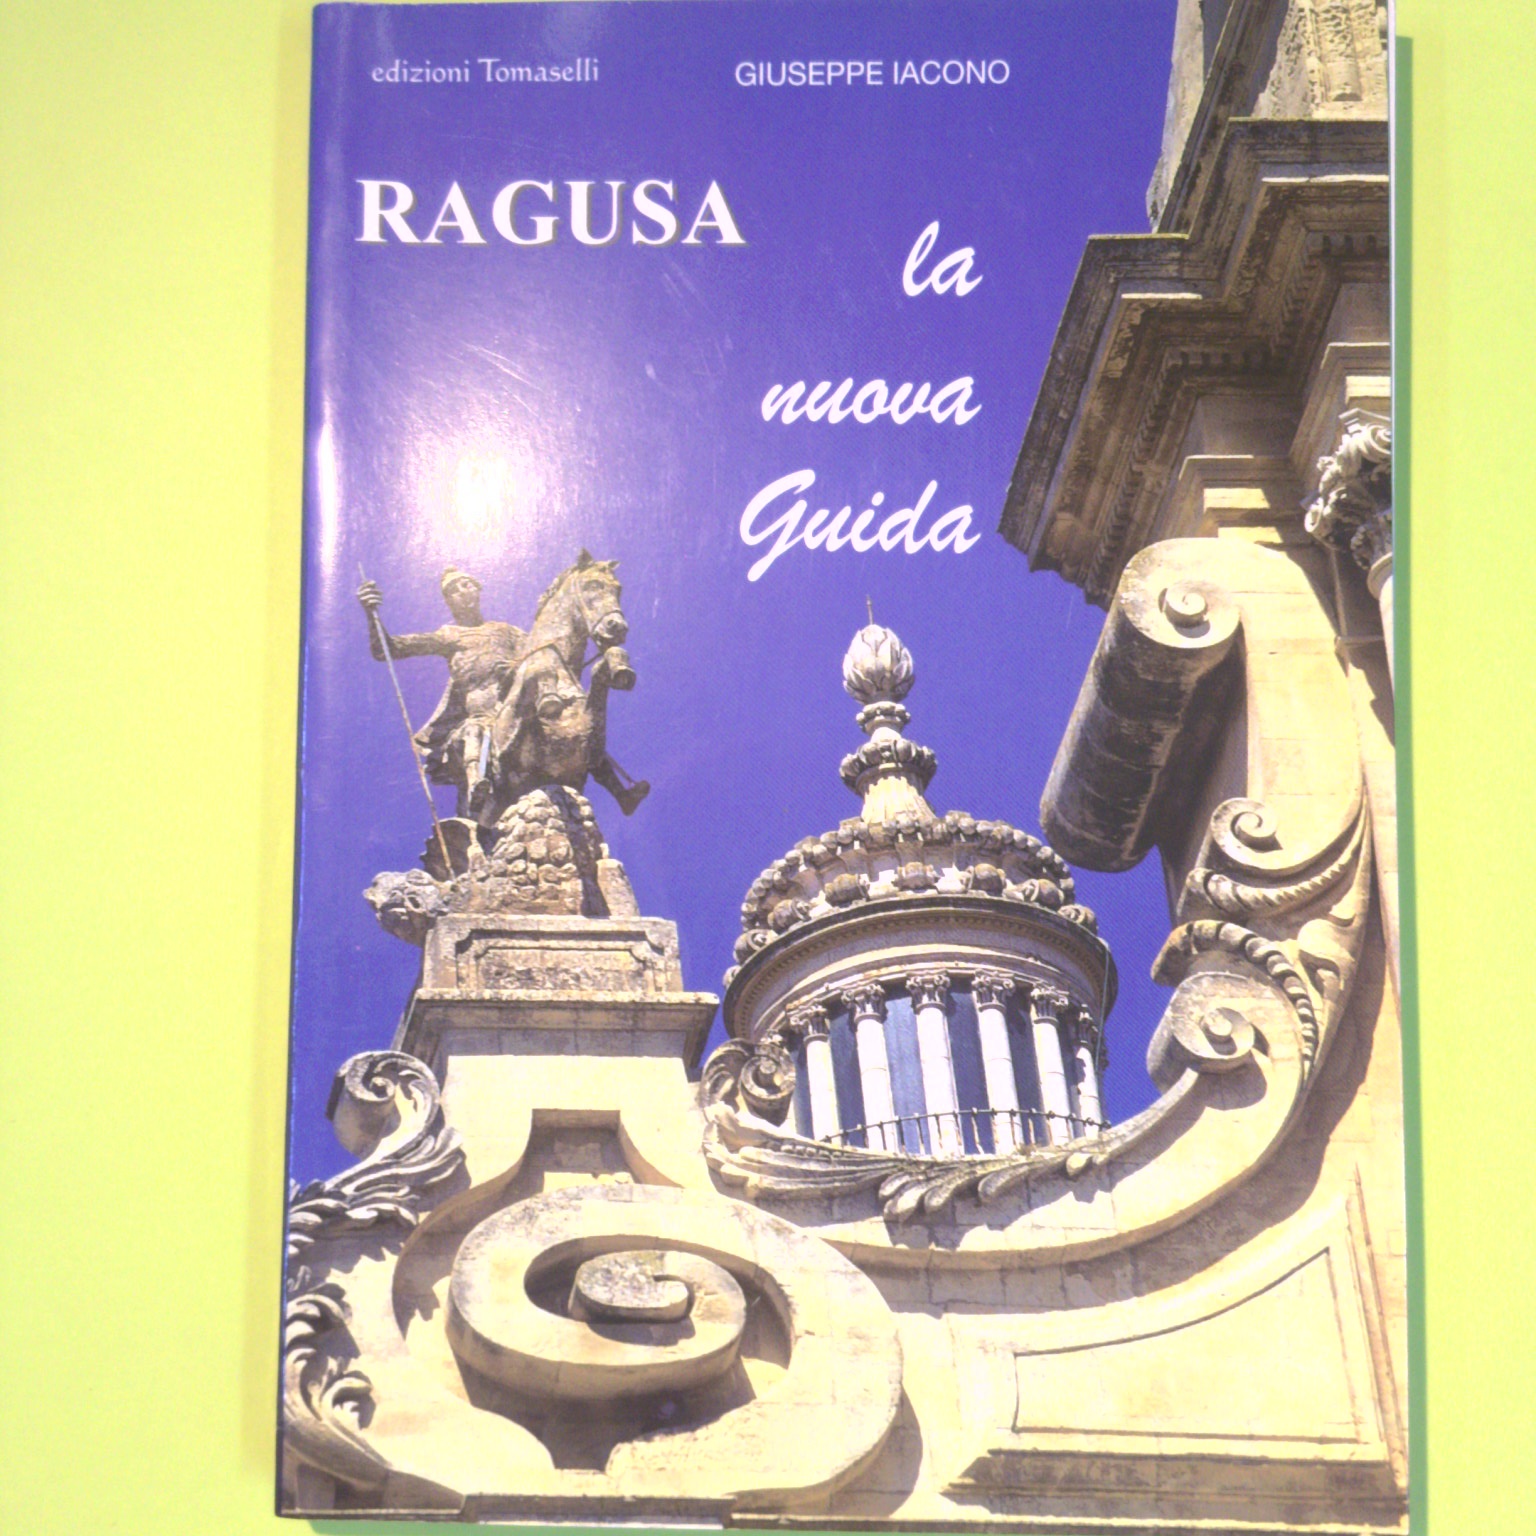 edizioni Tomaselli
GIUSEPPE IACONO
RAGUSA
la
nuova
Guida